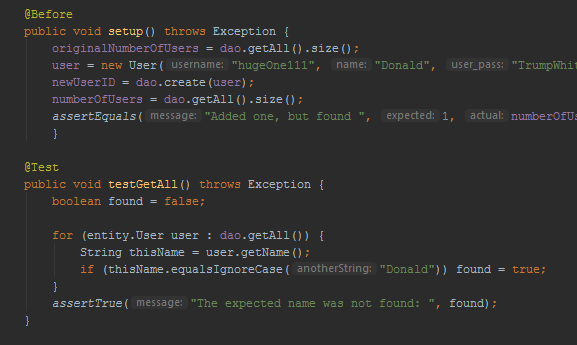 @Before
public void setup() throws Exception {
originalNumberOfUsers = dao.getAll().size();
user = new User( username: "hugeOne111", name: "Donald", user_pass: "TrumpWhit
newUserID = dao.create(user);
numberOfUsers = dao.getAll().size();
assertEquals( message: "Added one, but found ", expected: 1, actual: numberOfUs
}
@Test
public void testGetAll() throws Exception {
boolean found = false;
for (entity.User user : dao.getAll()) {
String thisName = user.getName();
if (thisName.equalsIgnoreCase( anotherString: "Donald")) found = true;
}
assertTrue( message: "The expected name was not found: ", found);
}